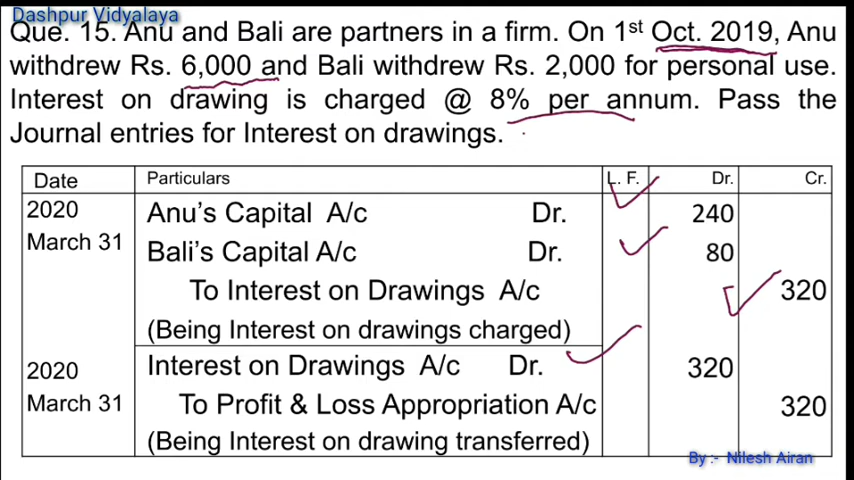 Dashpur Vidyalaya
Que. 15. Anu and Bali are partners in a firm. On 1st Oct. 2019, Anu
withdrew Rs. 6,000 and Bali withdrew Rs. 2,000 for personal use.
Interest on drawing is charged @ 8% per annum. Pass the
Journal entries for Interest on drawings.
Date Particulars L. F. Dr. Cr.
2020 Anu's Capital A/c Dr. 240
March 31 Bali's Capital A/c Dr. 80
To Interest on Drawings A/c 320
(Being Interest on drawings charged)
2020 Interest on Drawings A/c Dr. 320
March 31 To Profit & Loss Appropriation A/c 320
(Being Interest on drawing transferred)
By :- Nilesh Airan